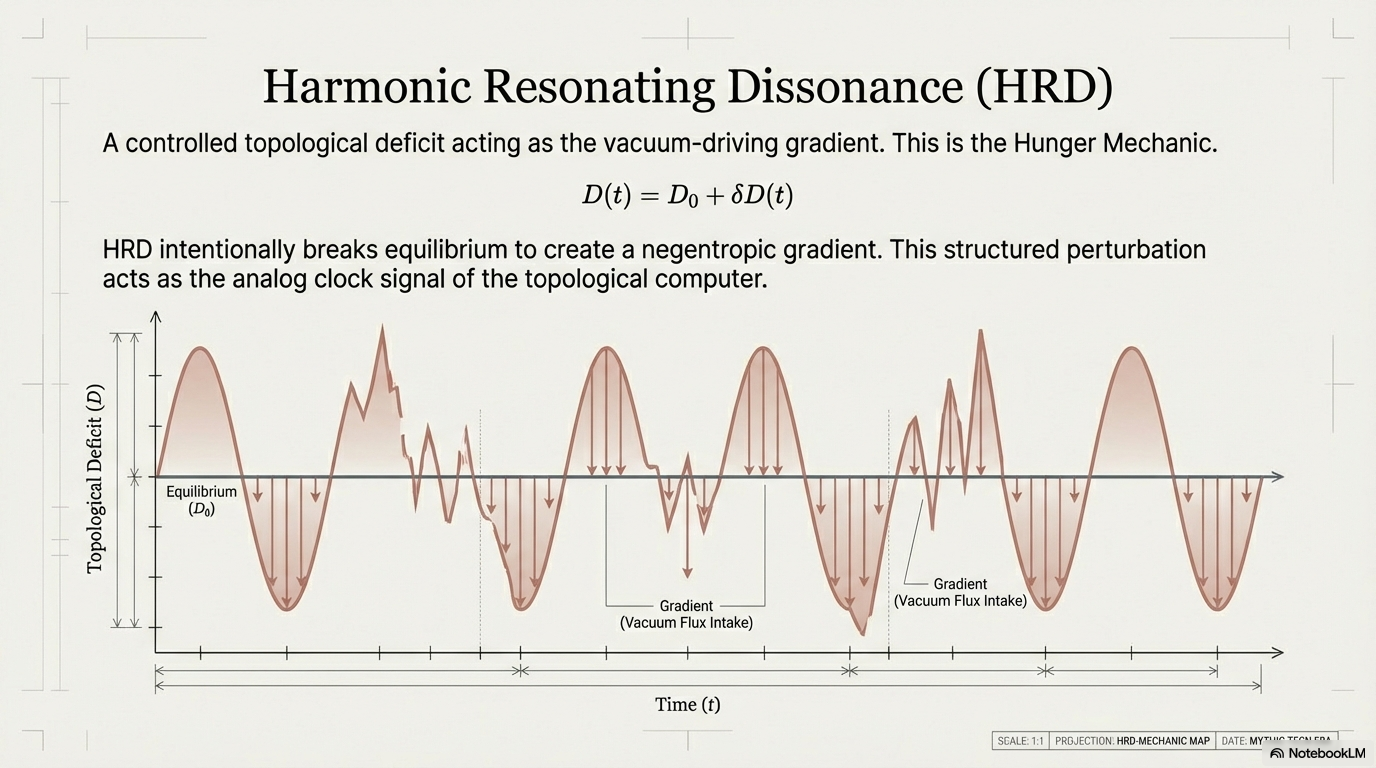 Harmonic Resonating Dissonance (HRD)
A controlled topological deficit acting as the vacuum-driving gradient. This is the Hunger Mechanic.
D(t) = D₀ + δD(t)
HRD intentionally breaks equilibrium to create a negentropic gradient. This structured perturbation
acts as the analog clock signal of the topological computer.
Topological Deficit (D)
Equilibrium
(D₀)
Gradient
(Vacuum Flux Intake)
Gradient
(Vacuum Flux Intake)
Time (t)
SCALE: 1:1 PROJECTION: HRD-MECHANIC MAP DATE:
NotebookLM